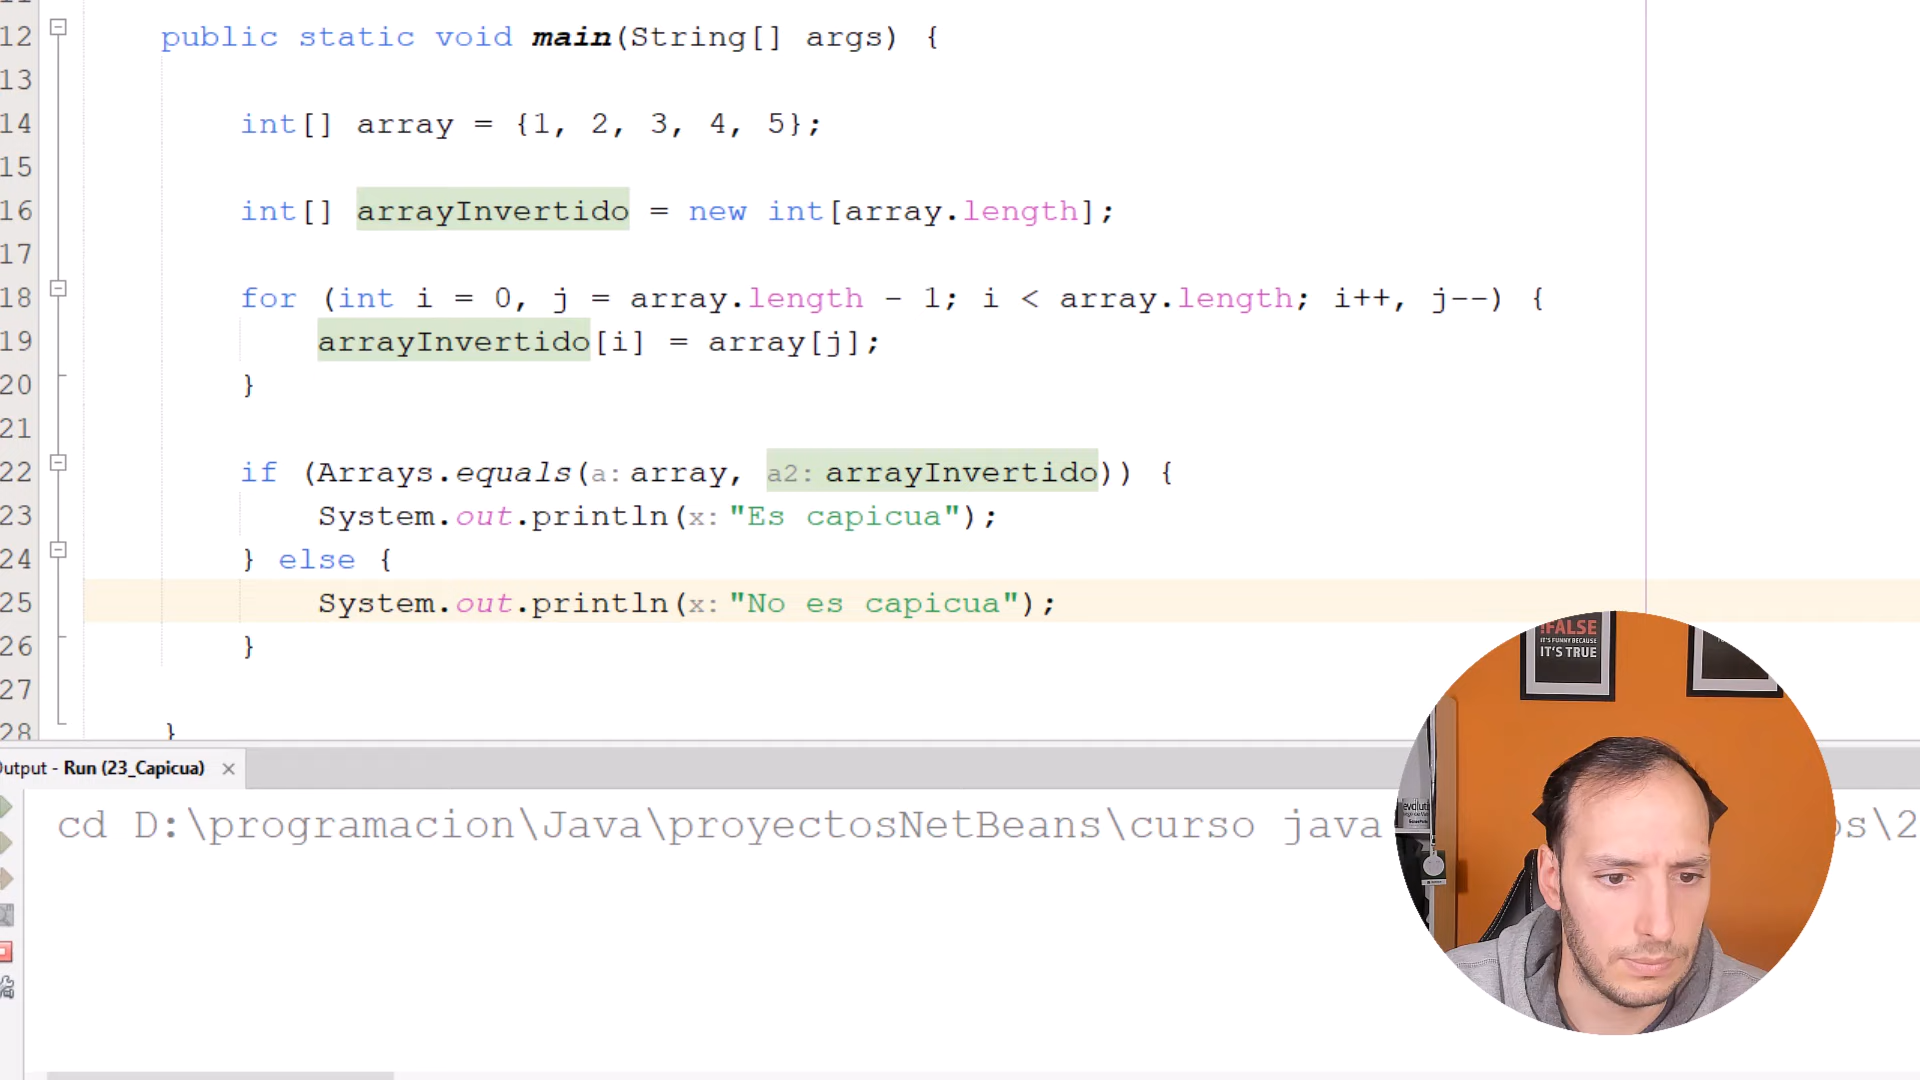 12 public static void main(String[] args) {
13
14 int[] array = {1, 2, 3, 4, 5};
15
16 int[] arrayInvertido = new int[array.length];
17
18 for (int i = 0, j = array.length - 1; i < array.length; i++, j--) {
19 arrayInvertido[i] = array[j];
20 }
21
22 if (Arrays.equals(a: array, a2: arrayInvertido)) {
23 System.out.println(x: "Es capicua");
24 } else {
25 System.out.println(x: "No es capicua");
26 }
27
28 }
!FALSE
IT'S FUNNY BECAUSE
IT'S TRUE
Output - Run (23_Capicua)
cd D:\programacion\Java\proyectosNetBeans\curso java os\2